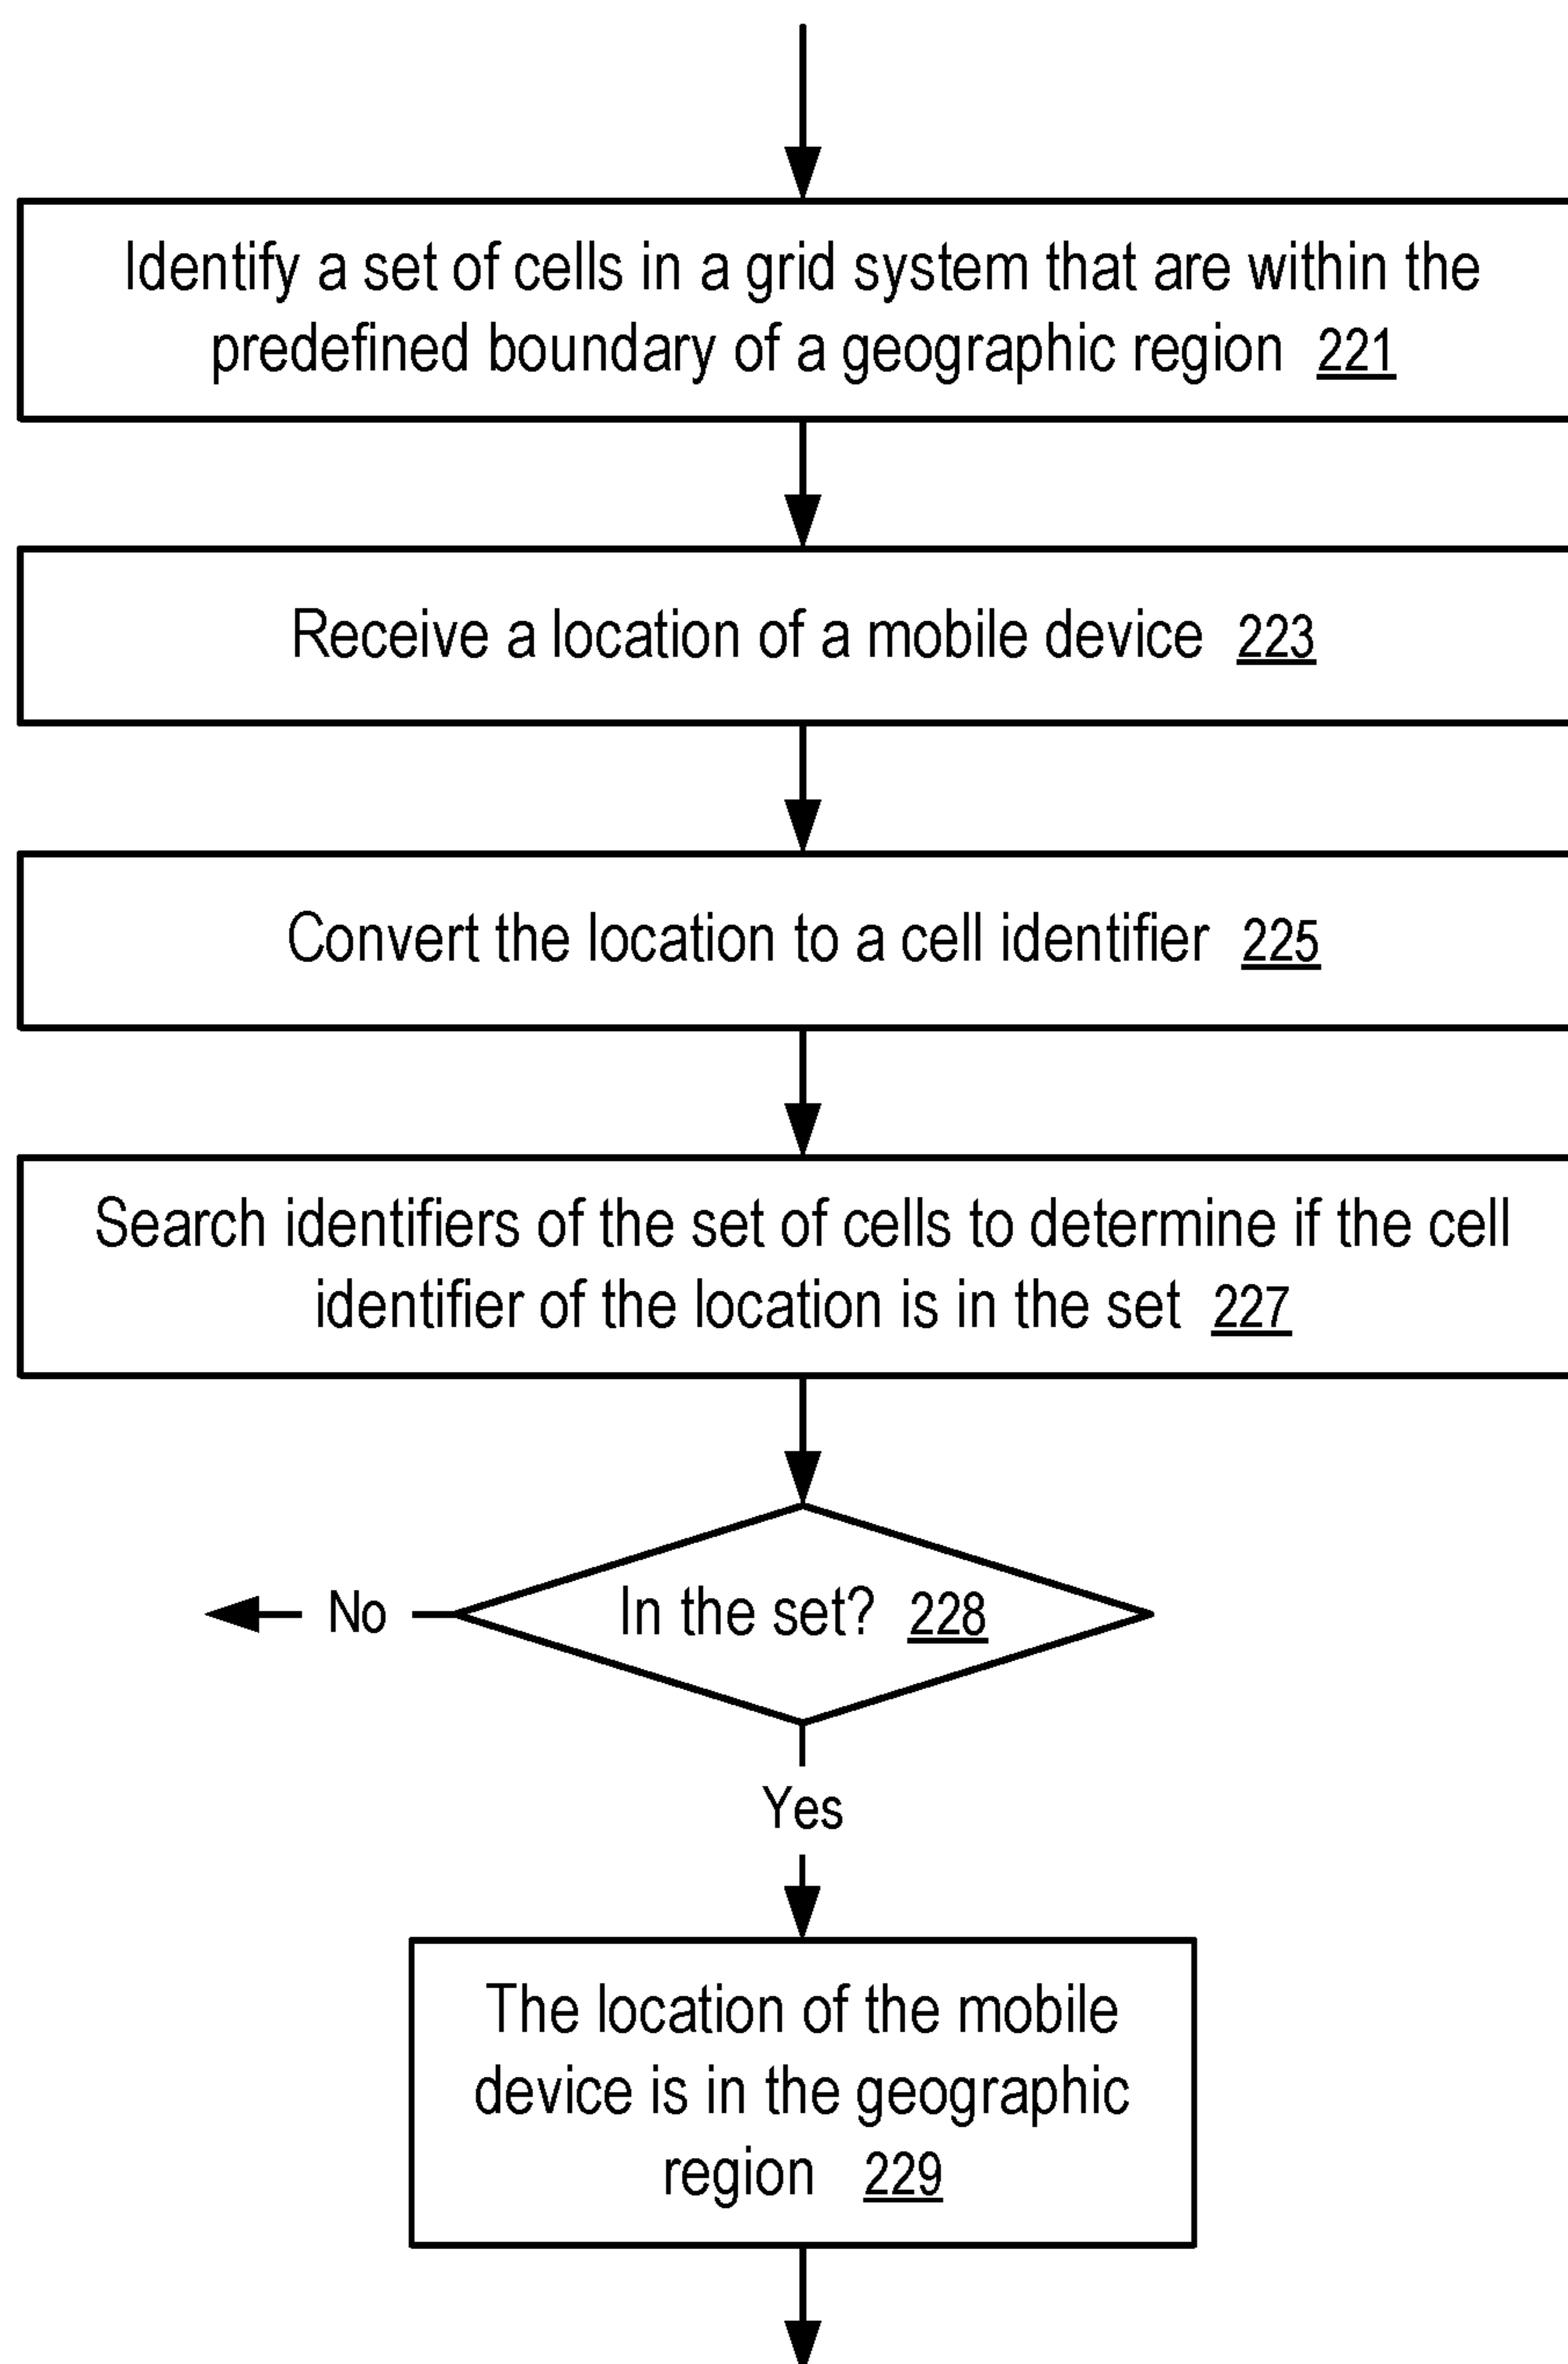 Identify a set of cells in a grid system that are within the
predefined boundary of a geographic region 221
Receive a location of a mobile device 223
Convert the location to a cell identifier 225
Search identifiers of the set of cells to determine if the cell
identifier of the location is in the set 227
In the set? 228
No
Yes
The location of the mobile
device is in the geographic
region 229